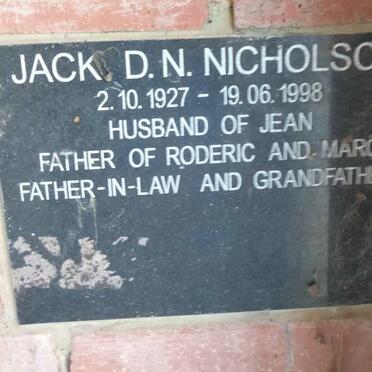 JACK D.N. NICHOLSO
2.10.1927 - 19.06.1998
HUSBAND OF JEAN
FATHER OF RODERIC AND MARC
FATHER-IN-LAW AND GRANDFATHE